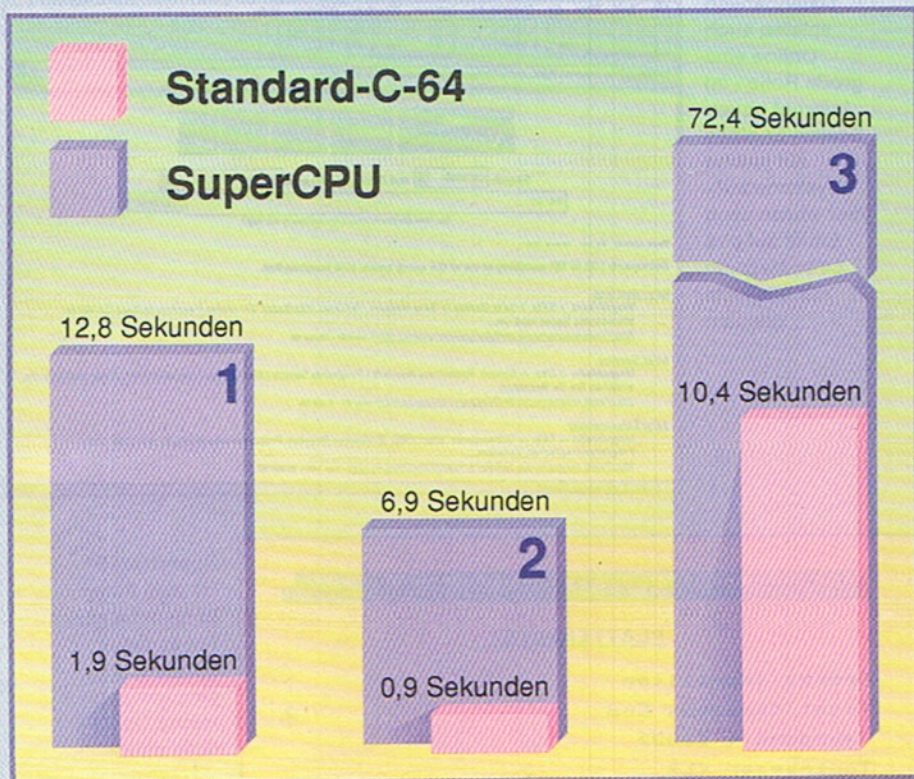 Standard-C-64
SuperCPU
12,8 Sekunden
1
1,9 Sekunden
6,9 Sekunden
2
0,9 Sekunden
72,4 Sekunden
3
10,4 Sekunden